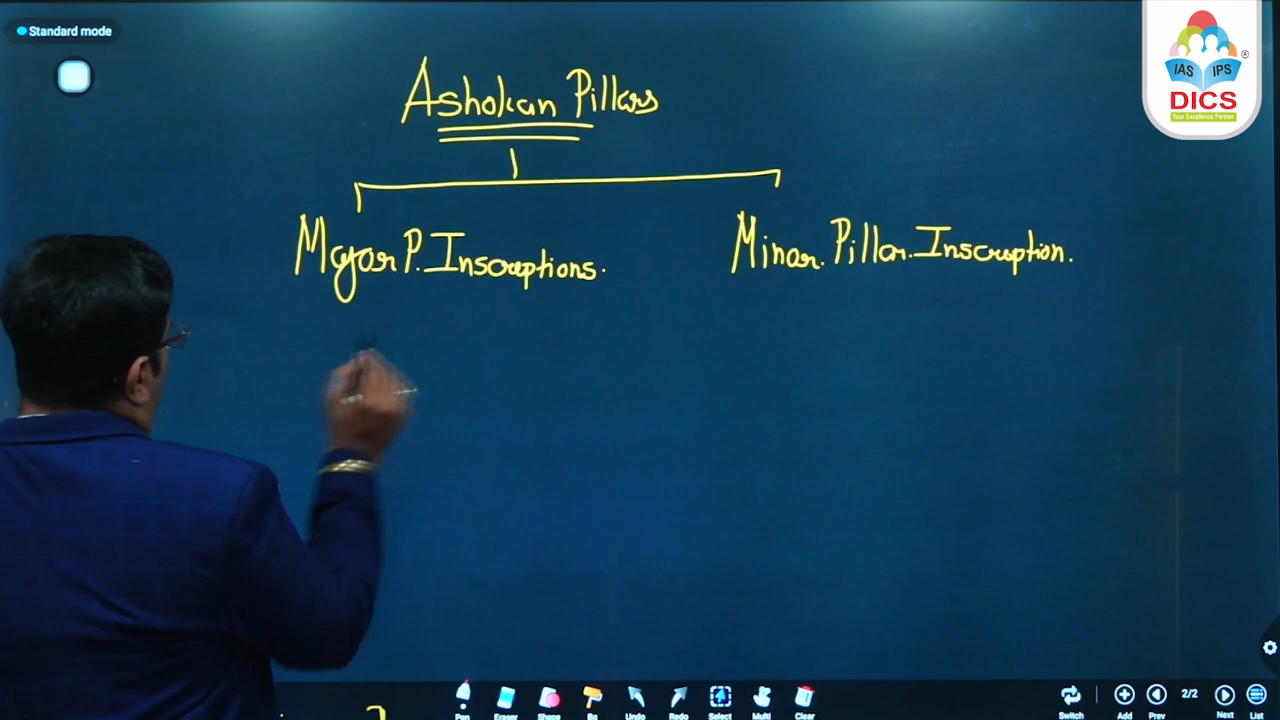 Standard mode
IAS IPS
DICS
Your Excellence Partner
Ashokan Pillars
Major P. Inscriptions.
Minor. Pillar. Inscription.
Pen Eraser Shape Bg Undo Redo Select Multi Clear
Switch Add Prev 2/2 Next List